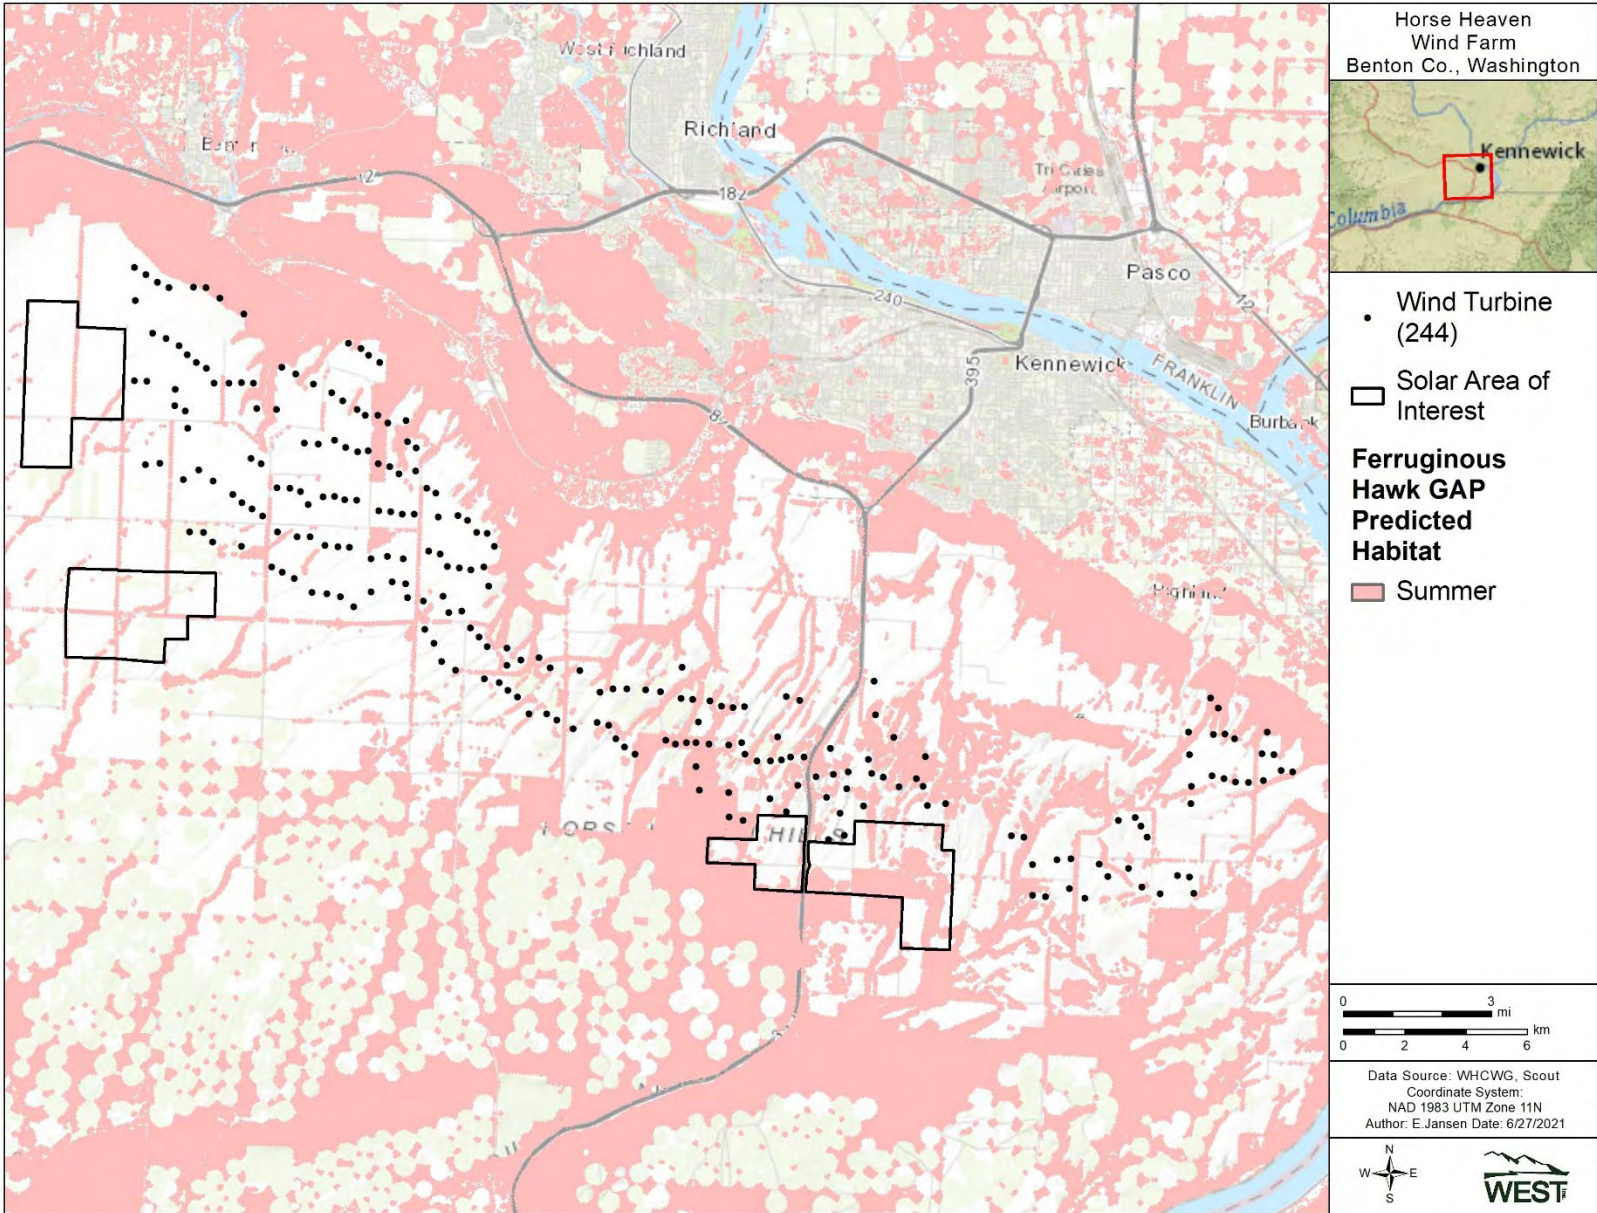 Horse Heaven
Wind Farm
Benton Co., Washington
Kennewick
Columbia
Wind Turbine
(244)
Solar Area of
Interest
Ferruginous
Hawk GAP
Predicted
Habitat
Summer
0 3
mi
km
0 2 4 6
Data Source: WHCWG, Scout
Coordinate System:
NAD 1983 UTM Zone 11N
Author: E.Jansen Date: 6/27/2021
N
W E
S
WEST
Richland
12
182
Pasco
240
12
395
Kennewick
FRANKLIN